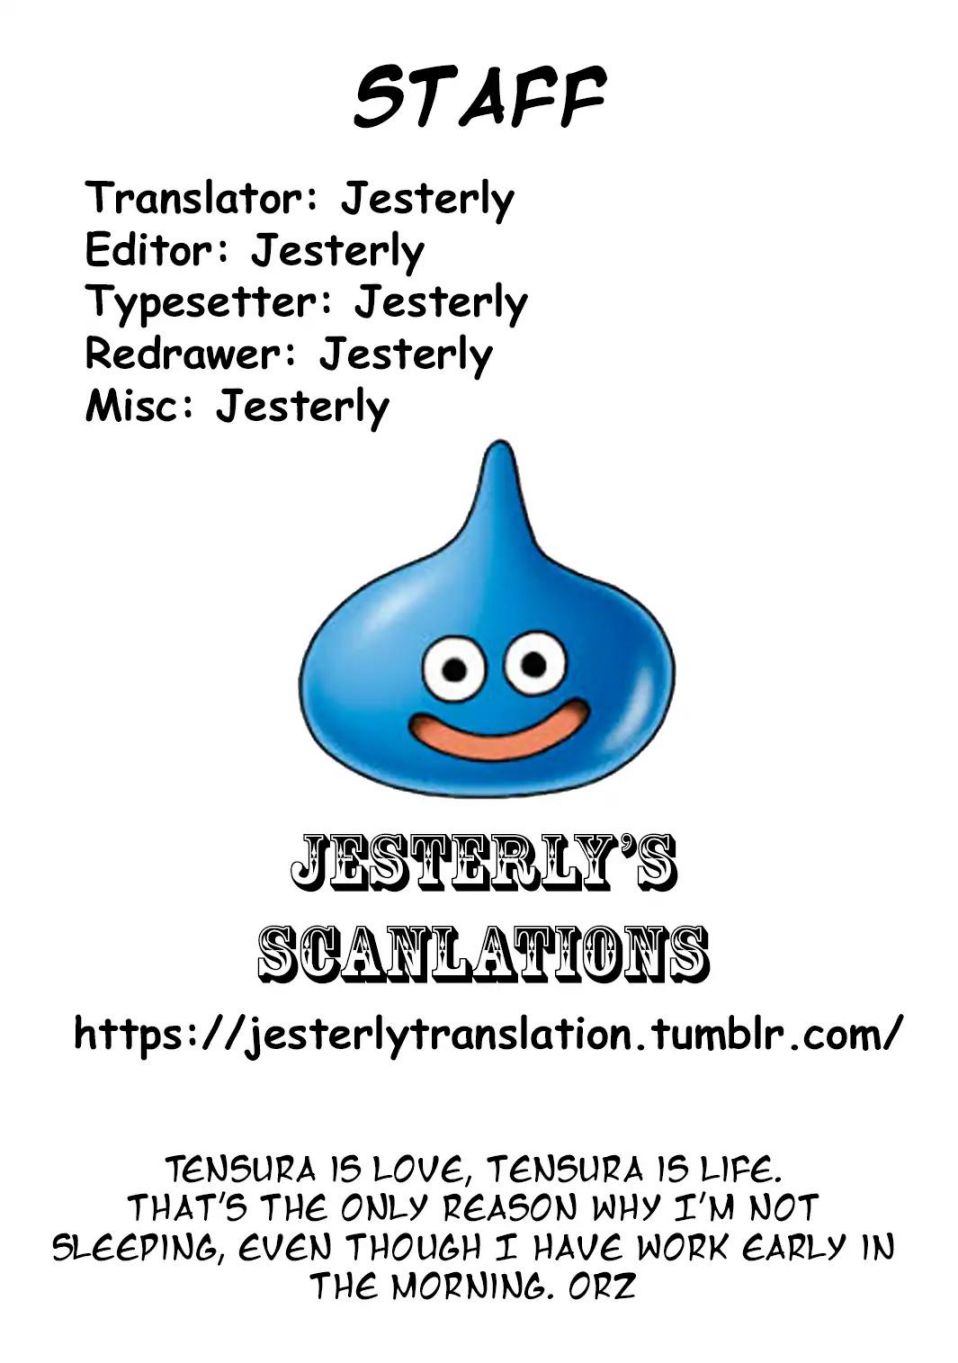 STAFF
Translator: Jesterly
Editor: Jesterly
Typesetter: Jesterly
Redrawer: Jesterly
Misc: Jesterly
JESTERLY'S
SCANLATIONS
https://jesterlytranslation.tumblr.com/
TENSURA IS LOVE, TENSURA IS LIFE.
THAT'S THE ONLY REASON WHY I'M NOT
SLEEPING, EVEN THOUGH I HAVE WORK EARLY IN
THE MORNING. ORZ